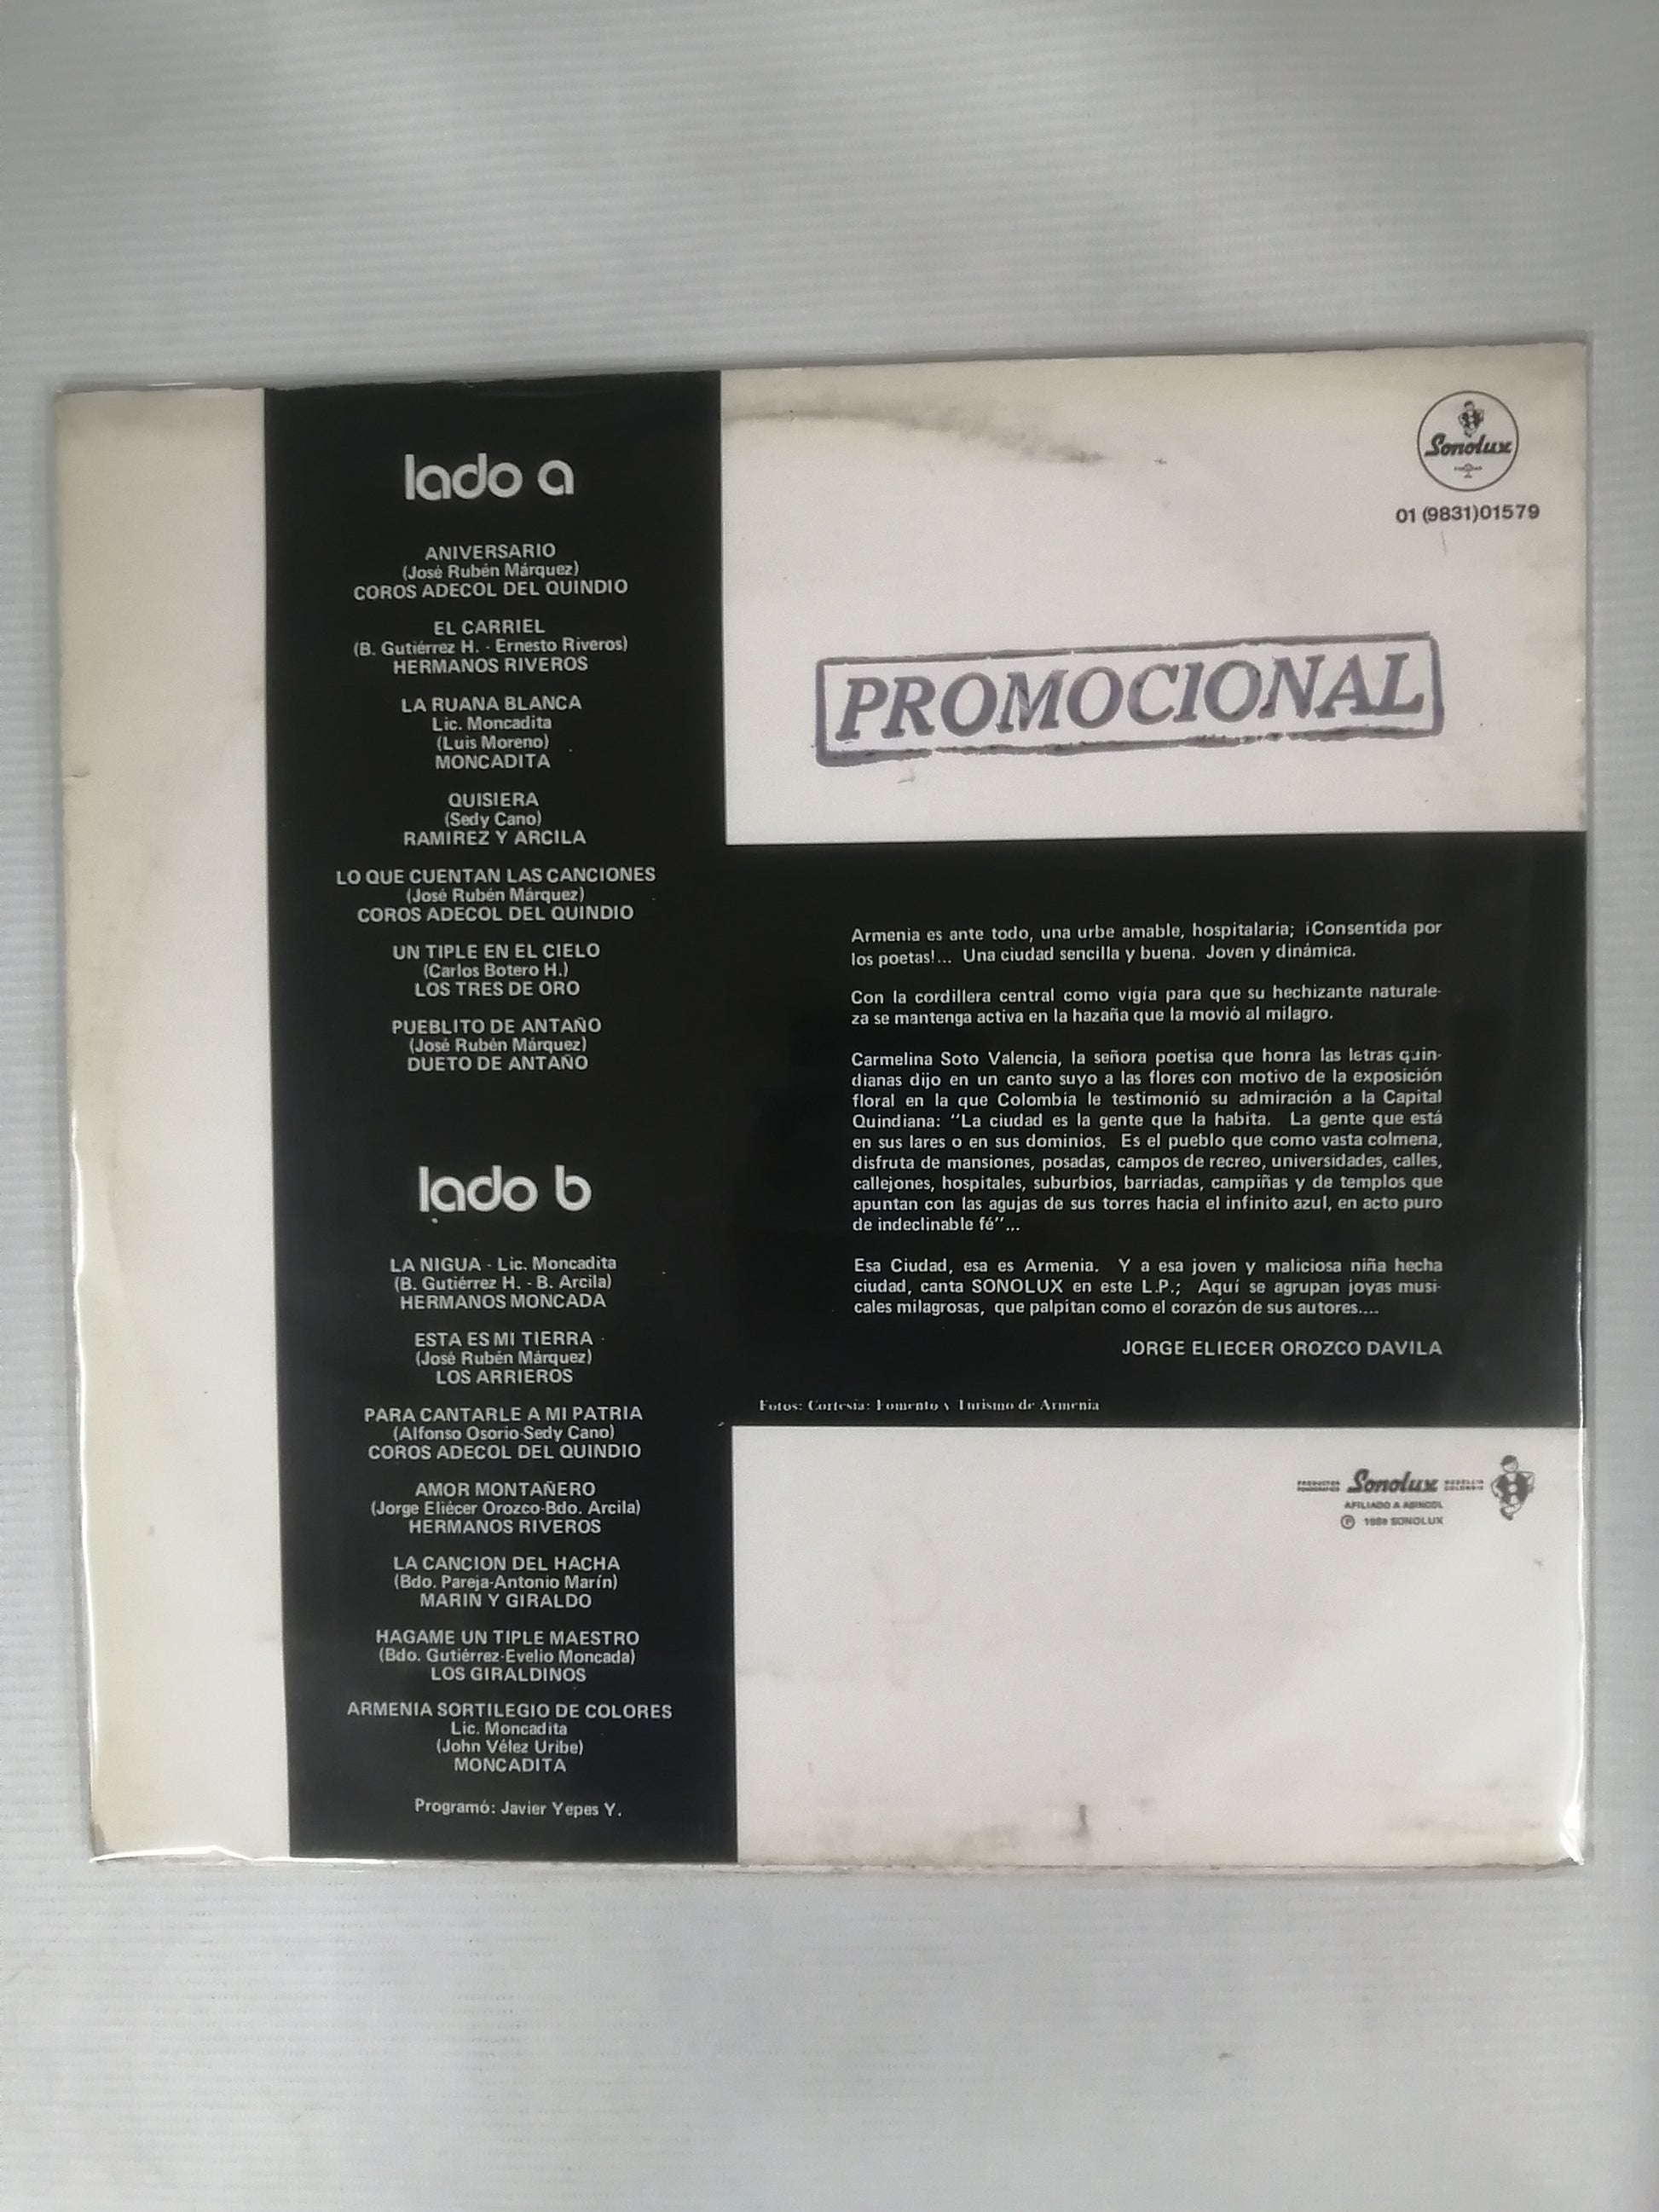 lado a
ANIVERSARIO
(José Rubén Márquez)
COROS ADECOL DEL QUINDIO
EL CARRIEL
(B. Gutiérrez H. - Ernesto Riveros)
HERMANOS RIVEROS
LA RUANA BLANCA
Lic. Moncadita
(Luis Moreno)
MONCADITA
QUISIERA
(Sedy Cano)
RAMIREZ Y ARCILA
LO QUE CUENTAN LAS CANCIONES
(José Rubén Márquez)
COROS ADECOL DEL QUINDIO
UN TIPLE EN EL CIELO
(Carlos Botero H.)
LOS TRES DE ORO
PUEBLITO DE ANTAÑO
(José Rubén Márquez)
DUETO DE ANTAÑO
lado b
LA NIGUA - Lic. Moncadita
(B. Gutiérrez H. - B. Arcila)
HERMANOS MONCADA
ESTA ES MI TIERRA
(José Rubén Márquez)
LOS ARRIEROS
PARA CANTARLE A MI PATRIA
(Alfonso Osorio-Sedy Cano)
COROS ADECOL DEL QUINDIO
AMOR MONTAÑERO
(Jorge Eliécer Orozco-Bdo. Arcila)
HERMANOS RIVEROS
LA CANCION DEL HACHA
(Bdo. Pareja-Antonio Marín)
MARIN Y GIRALDO
HAGAME UN TIPLE MAESTRO
(Bdo. Gutiérrez-Evelio Moncada)
LOS GIRALDINOS
ARMENIA SORTILEGIO DE COLORES
Lic. Moncadita
(John Vélez Uribe)
MONCADITA
Programó: Javier Yepes Y.
Sonolux
01 (9831)01579
PROMOCIONAL
Armenia es ante todo, una urbe amable, hospitalaria; ¡Consentida por
los poetas!... Una ciudad sencilla y buena. Joven y dinámica.
Con la cordillera central como vigía para que su hechizante naturale-
za se mantenga activa en la hazaña que la movió al milagro.
Carmelina Soto Valencia, la señora poetisa que honra las letras quin-
dianas dijo en un canto suyo a las flores con motivo de la exposición
floral en la que Colombia le testimonió su admiración a la Capital
Quindiana: "La ciudad es la gente que la habita. La gente que está
en sus lares o en sus dominios. Es el pueblo que como vasta colmena,
disfruta de mansiones, posadas, campos de recreo, universidades, calles,
callejones, hospitales, suburbios, barriadas, campiñas y de templos que
apuntan con las agujas de sus torres hacia el infinito azul, en acto puro
de indeclinable fé"...
Esa Ciudad, esa es Armenia. Y a esa joven y maliciosa niña hecha
ciudad, canta SONOLUX en este L.P.; Aquí se agrupan joyas musi-
cales milagrosas, que palpitan como el corazón de sus autores....
JORGE ELIECER OROZCO DAVILA
Fotos: Cortesía: Fomento y Turismo de Armenia
PRODUCTOS FONOGRAFICOS Sonolux MEDELLIN COLOMBIA
AFILIADO A ASINCOL
Ⓟ SONOLUX